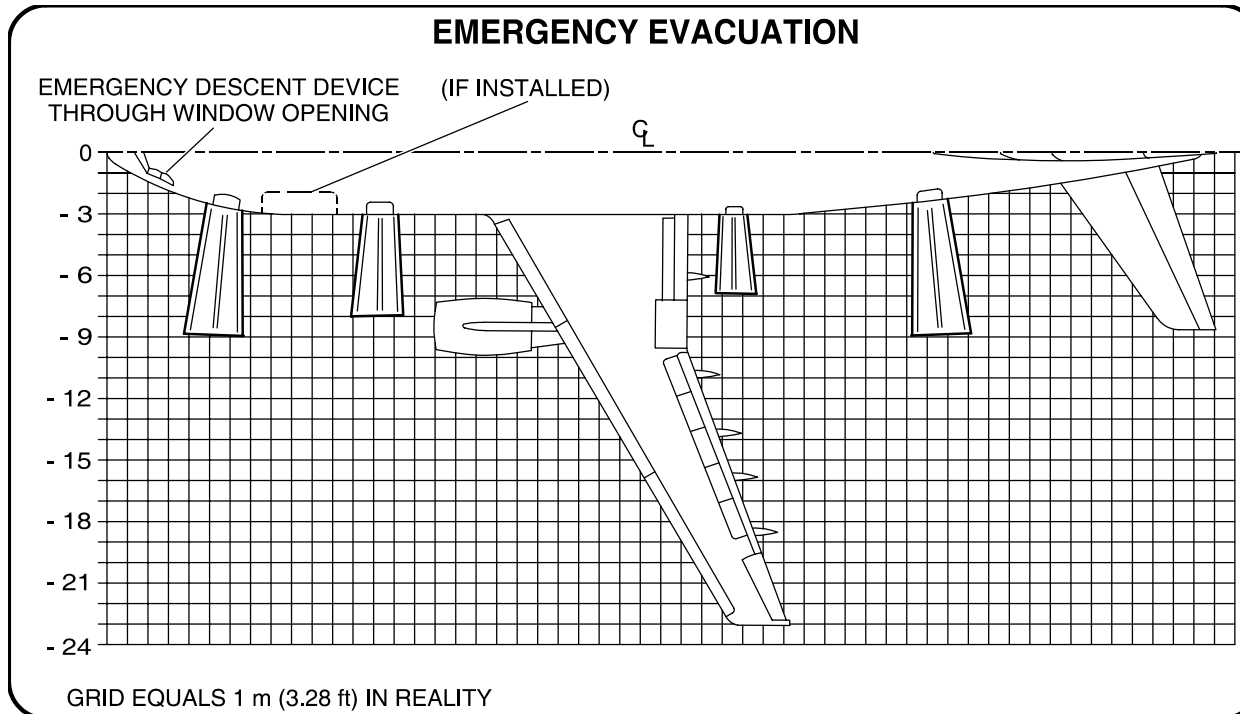 EMERGENCY EVACUATION
EMERGENCY DESCENT DEVICE
THROUGH WINDOW OPENING
(IF INSTALLED)
℄
0
- 3
- 6
- 9
- 12
- 15
- 18
- 21
- 24
GRID EQUALS 1 m (3.28 ft) IN REALITY